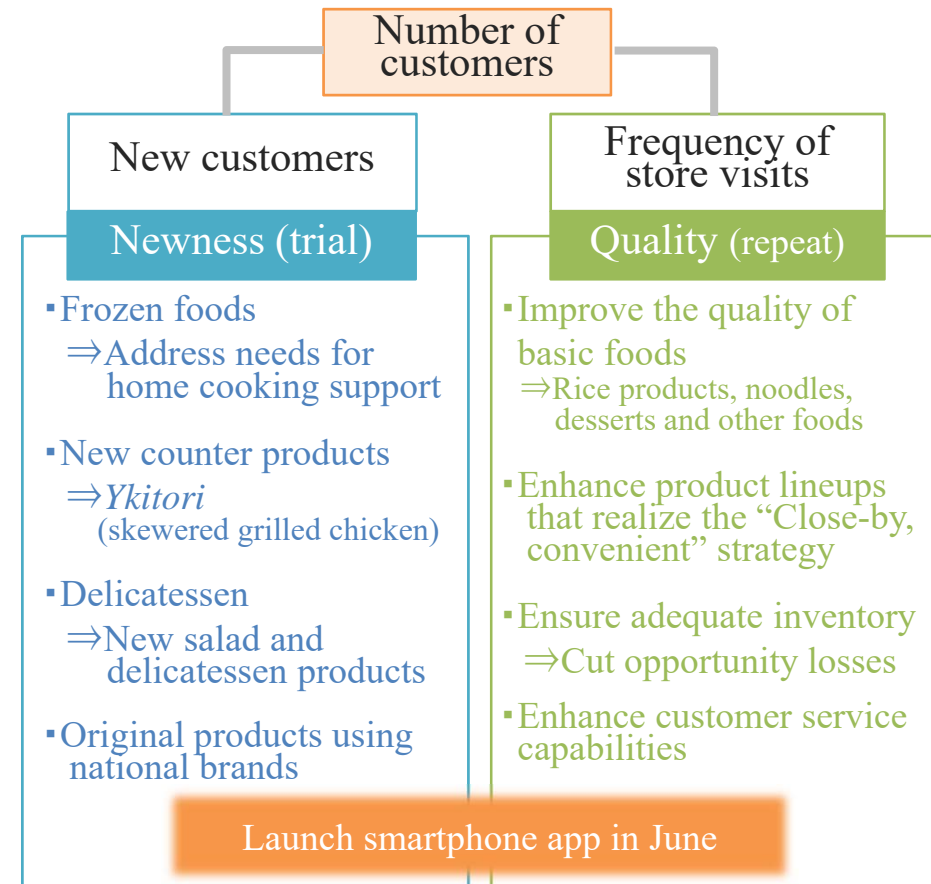 Number of
customers
New customers
Newness (trial)
▪Frozen foods
⇒Address needs for
home cooking support
▪New counter products
⇒Ykitori
(skewered grilled chicken)
▪Delicatessen
⇒New salad and
delicatessen products
▪Original products using
national brands
Frequency of
store visits
Quality (repeat)
▪Improve the quality of
basic foods
⇒Rice products, noodles,
desserts and other foods
▪Enhance product lineups
that realize the “Close-by,
convenient” strategy
▪Ensure adequate inventory
⇒Cut opportunity losses
▪Enhance customer service
capabilities
Launch smartphone app in June